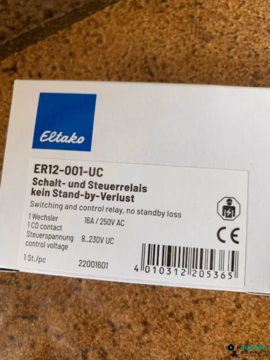 Eltako
ER12-001-UC
Schalt- und Steuerrelais
kein Stand-by-Verlust
Switching and control relay, no standby loss
1 Wechsler 16A / 250V AC
1 CO contact
Steuerspannung 8..230V UC
control voltage
1 St./pc 22001601
4 010312 205365
CE